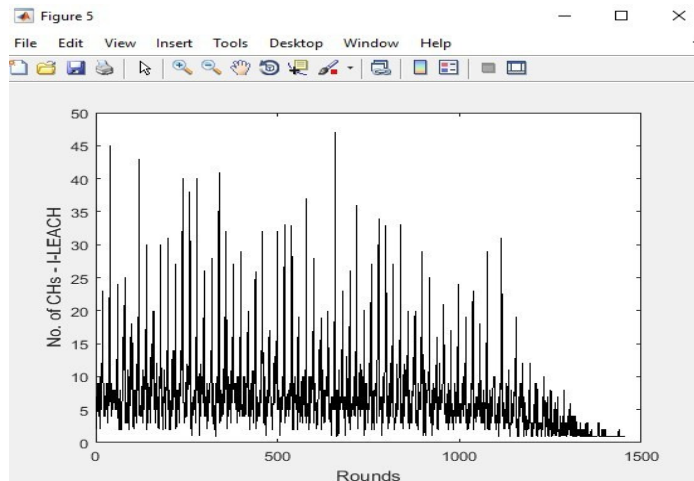 Figure 5
File Edit View Insert Tools Desktop Window Help
50
45
40
35
30
25
20
15
10
5
0
No. of CHs - I-LEACH
0 500 1000 1500
Rounds